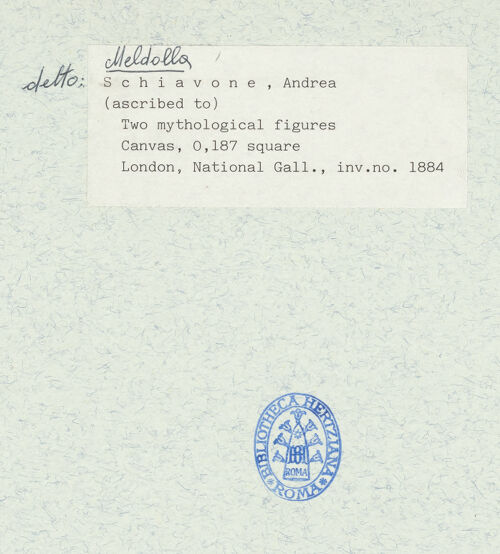 Meldolla
detto: Schiavone, Andrea
(ascribed to)
Two mythological figures
Canvas, 0,187 square
London, National Gall., inv.no. 1884
BIBLIOTHECA HERTZIANA
ROMA
ROMA